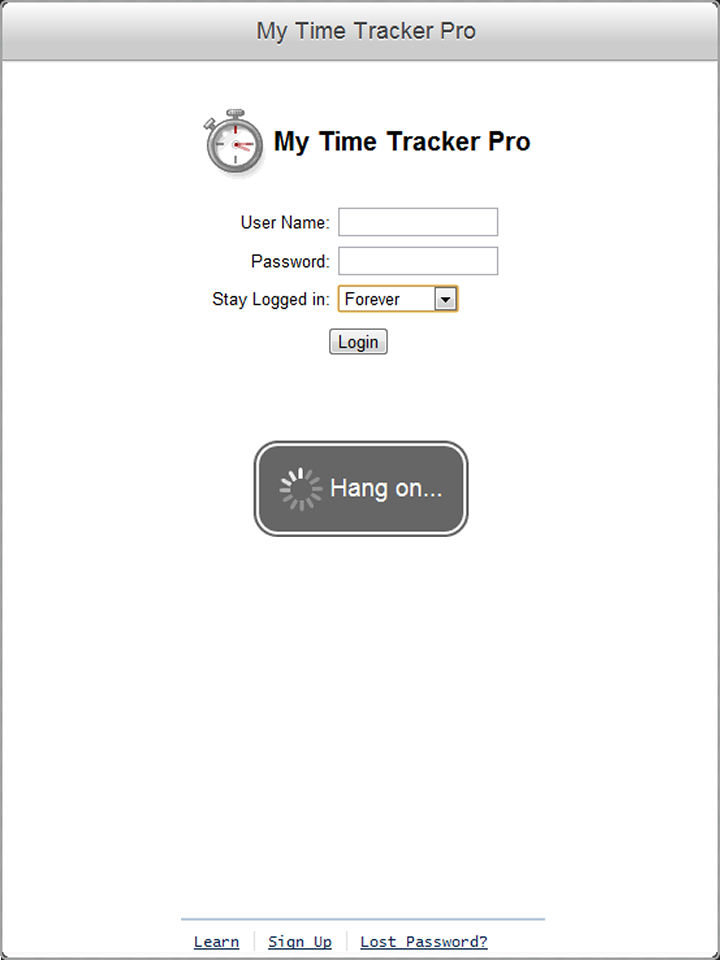 My Time Tracker Pro
My Time Tracker Pro
User Name:
Password:
Stay Logged in: Forever
Login
Hang on...
Learn Sign Up Lost Password?